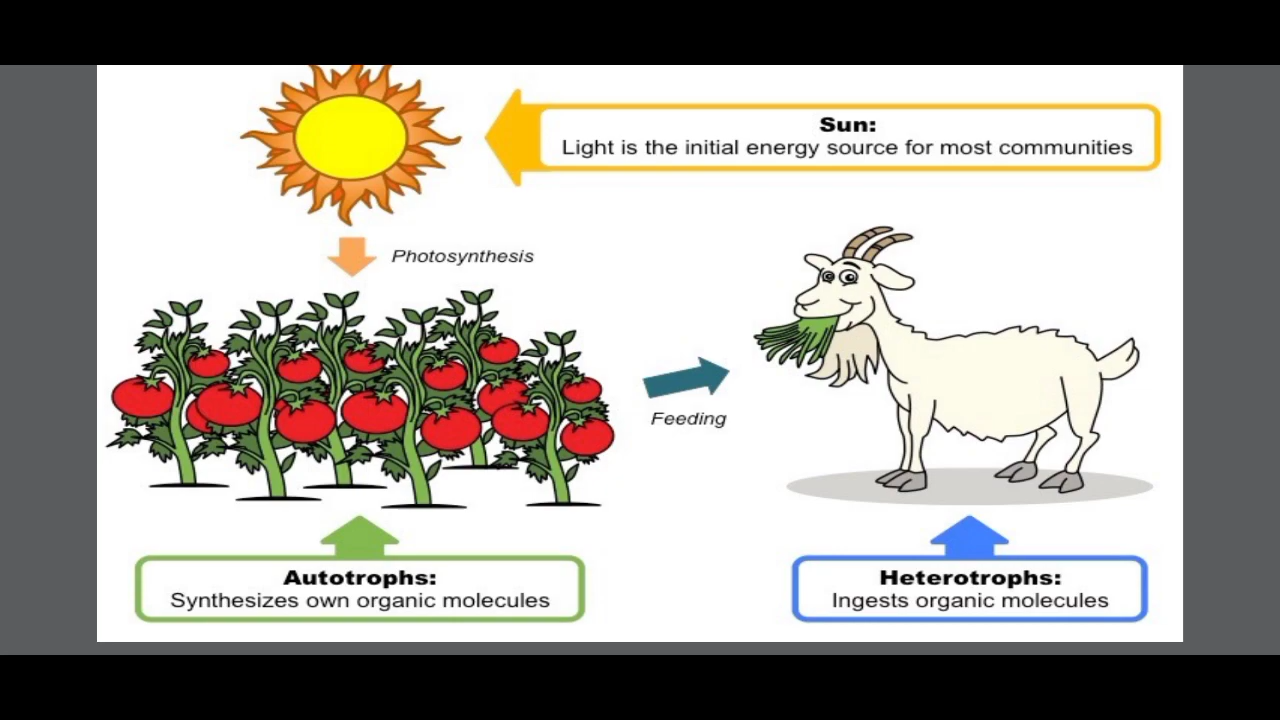 Sun:
Light is the initial energy source for most communities
Photosynthesis
Feeding
Autotrophs:
Synthesizes own organic molecules
Heterotrophs:
Ingests organic molecules